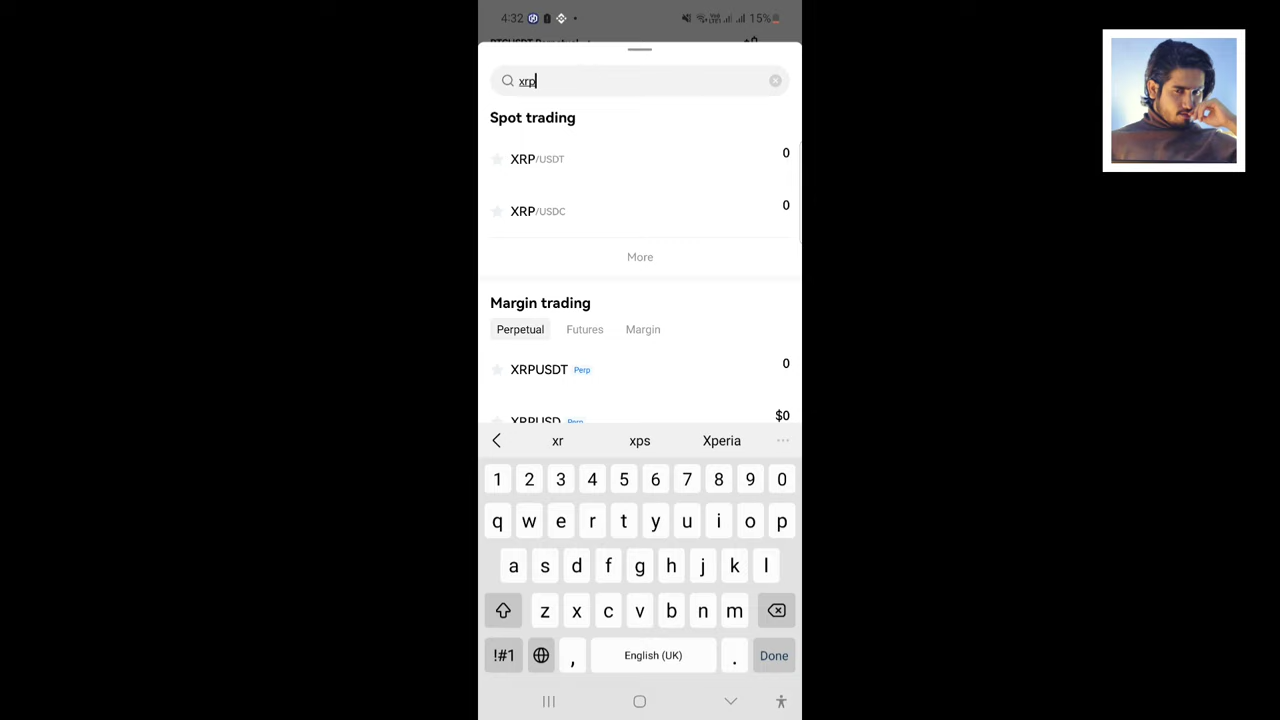 4:32 15%
xrp
Spot trading
XRP/USDT 0
XRP/USDC 0
More
Margin trading
Perpetual Futures Margin
XRPUSDT Perp 0
XRPUSD Perp $0
xr xps Xperia
1 2 3 4 5 6 7 8 9 0
q w e r t y u i o p
a s d f g h j k l
z x c v b n m
!#1 , English (UK) . Done